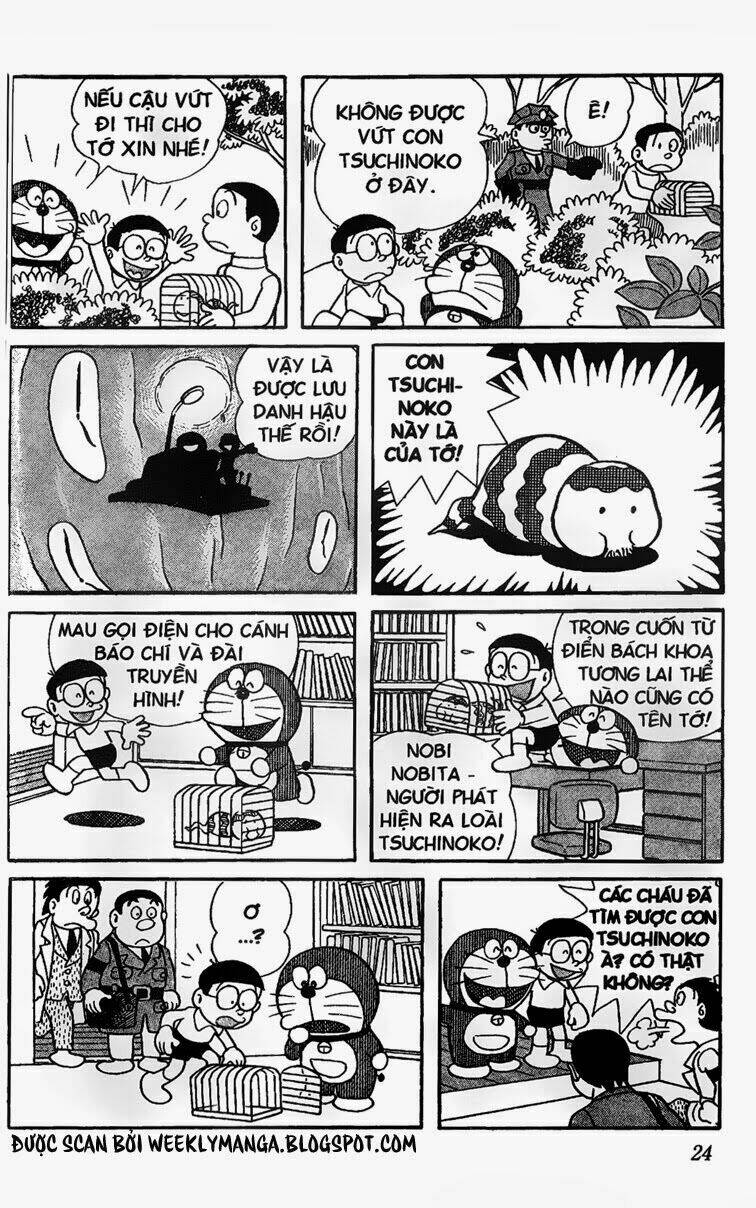 NẾU CẬU VỨT
ĐI THÌ CHO
TỚ XIN NHÉ!
KHÔNG ĐƯỢC
VỨT CON
TSUCHINOKO
Ở ĐÂY.
Ê!
VẬY LÀ
ĐƯỢC LƯU
DANH HẬU
THẾ RỒI!
CON
TSUCHI-
NOKO
NÀY LÀ
CỦA TỚ!
MAU GỌI ĐIỆN CHO CÁNH
BÁO CHÍ VÀ ĐÀI
TRUYỀN
HÌNH!
TRONG CUỐN TỪ
ĐIỂN BÁCH KHOA
TƯƠNG LAI THỂ
NÀO CŨNG CÓ
TÊN TỚ!
NOBI
NOBITA -
NGƯỜI PHÁT
HIỆN RA LOÀI
TSUCHINOKO!
Ơ
...?
CÁC CHÁU ĐÃ
TÌM ĐƯỢC CON
TSUCHINOKO
À? CÓ THẬT
KHÔNG?
ĐƯỢC SCAN BỞI WEEKLYMANGA.BLOGSPOT.COM
24